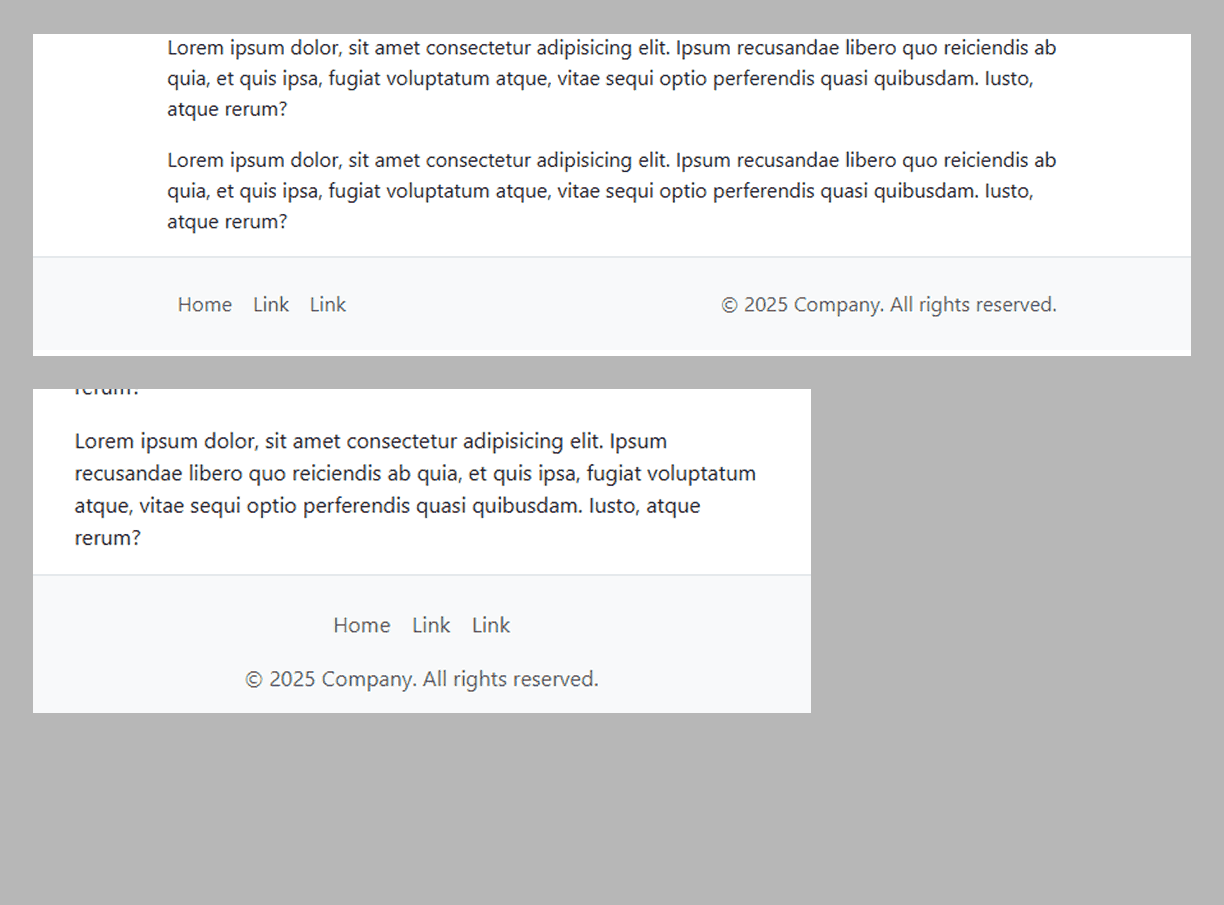 Lorem ipsum dolor, sit amet consectetur adipisicing elit. Ipsum recusandae libero quo reiciendis ab
quia, et quis ipsa, fugiat voluptatum atque, vitae sequi optio perferendis quasi quibusdam. Iusto,
atque rerum?
Lorem ipsum dolor, sit amet consectetur adipisicing elit. Ipsum recusandae libero quo reiciendis ab
quia, et quis ipsa, fugiat voluptatum atque, vitae sequi optio perferendis quasi quibusdam. Iusto,
atque rerum?
Home Link Link © 2025 Company. All rights reserved.
rerum?
Lorem ipsum dolor, sit amet consectetur adipisicing elit. Ipsum
recusandae libero quo reiciendis ab quia, et quis ipsa, fugiat voluptatum
atque, vitae sequi optio perferendis quasi quibusdam. Iusto, atque
rerum?
Home Link Link
© 2025 Company. All rights reserved.